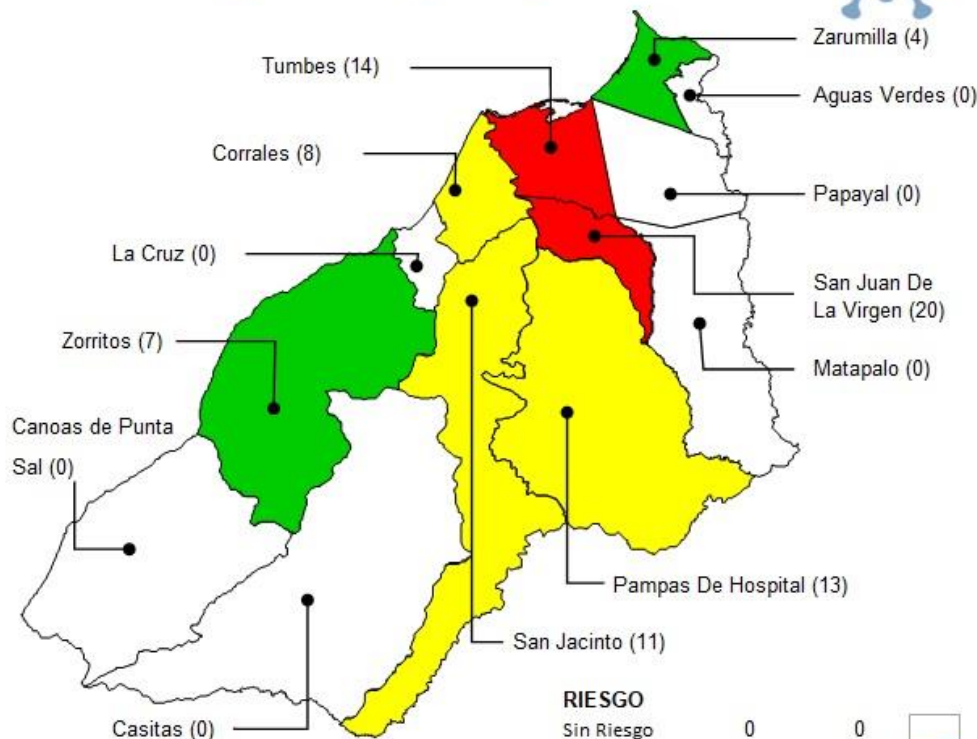 Zarumilla (4)
Tumbes (14)
Aguas Verdes (0)
Corrales (8)
Papayal (0)
La Cruz (0)
San Juan De
La Virgen (20)
Zorritos (7)
Matapalo (0)
Canoas de Punta
Sal (0)
Pampas De Hospital (13)
San Jacinto (11)
Casitas (0)
RIESGO
Sin Riesgo 0 0